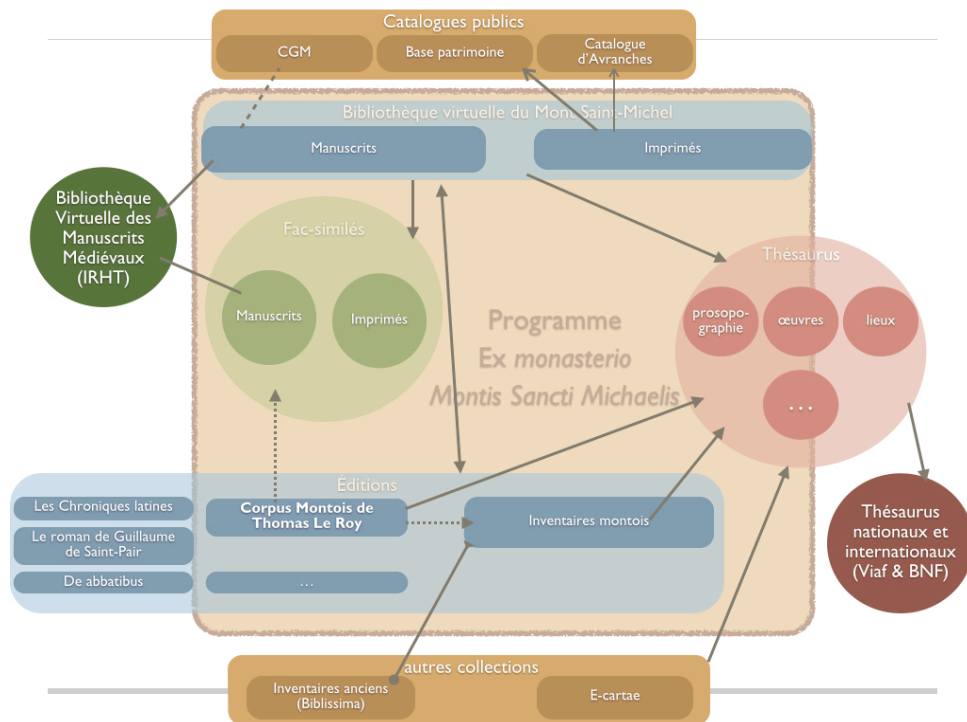 Catalogues publics
CGM
Base patrimoine
Catalogue
d'Avranches
Bibliothèque virtuelle du Mont Saint-Michel
Manuscrits
Imprimés
Bibliothèque
Virtuelle des
Manuscrits
Médiévaux
(IRHT)
Fac-similés
Manuscrits
Imprimés
Programme
Ex monasterio
Montis Sancti Michaelis
Thésaurus
prosopo-
graphie
œuvres
lieux
...
Éditions
Les Chroniques latines
Le roman de Guillaume
de Saint-Pair
De abbatibus
Corpus Montois de
Thomas Le Roy
...
Inventaires montois
Thésaurus
nationaux et
internationaux
(Viaf & BNF)
autres collections
Inventaires anciens
(Biblissima)
E-cartae